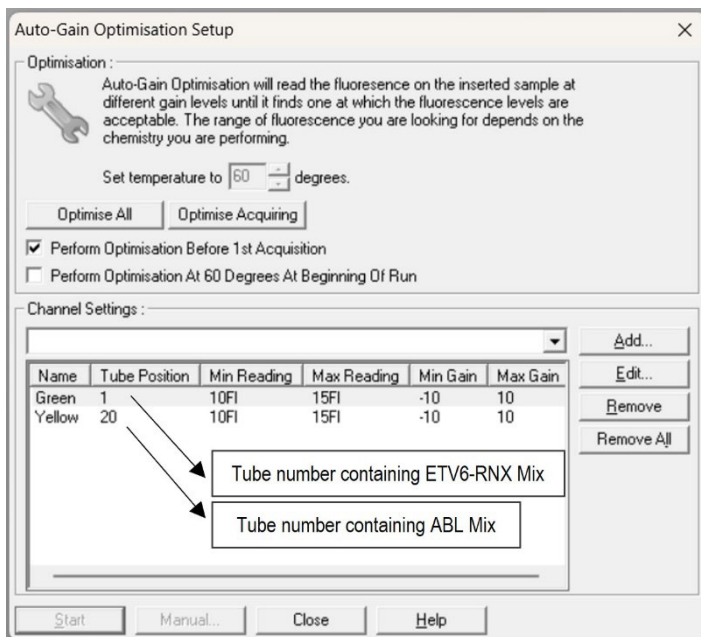 Auto-Gain Optimisation Setup
Optimisation :
Auto-Gain Optimisation will read the fluoresence on the inserted sample at
different gain levels until it finds one at which the fluorescence levels are
acceptable. The range of fluorescence you are looking for depends on the
chemistry you are performing.
Set temperature to 60 degrees.
Optimise All Optimise Acquiring
Perform Optimisation Before 1st Acquisition
Perform Optimisation At 60 Degrees At Beginning Of Run
Channel Settings :
Add...
Name Tube Position Min Reading Max Reading Min Gain Max Gain
Edit...
Green 1 10Fl 15Fl -10 10
Remove
Yellow 20 10Fl 15Fl -10 10
Remove All
Tube number containing ETV6-RNX Mix
Tube number containing ABL Mix
Start Manual... Close Help